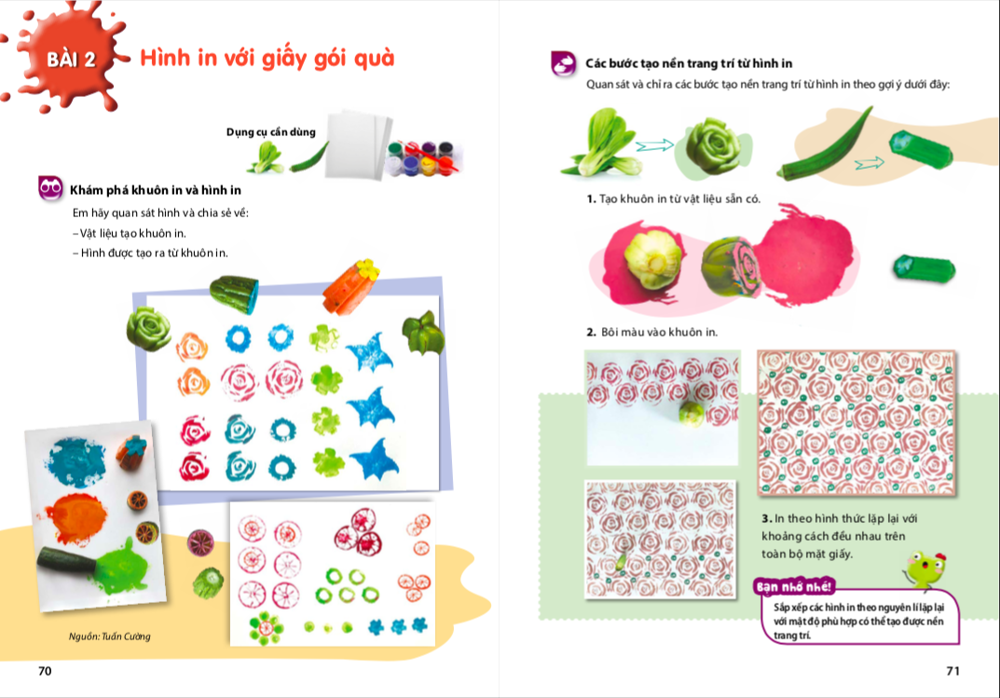 BÀI 2
Hình in với giấy gói quà
Dụng cụ cần dùng
Khám phá khuôn in và hình in
Em hãy quan sát hình và chia sẻ về:
– Vật liệu tạo khuôn in.
– Hình được tạo ra từ khuôn in.
Nguồn: Tuấn Cường
70
Các bước tạo nền trang trí từ hình in
Quan sát và chỉ ra các bước tạo nền trang trí từ hình in theo gợi ý dưới đây:
1. Tạo khuôn in từ vật liệu sẵn có.
2. Bôi màu vào khuôn in.
3. In theo hình thức lặp lại với
khoảng cách đều nhau trên
toàn bộ mặt giấy.
Bạn nhớ nhé!
Sắp xếp các hình in theo nguyên lí lặp lại
với mật độ phù hợp có thể tạo được nền
trang trí.
71